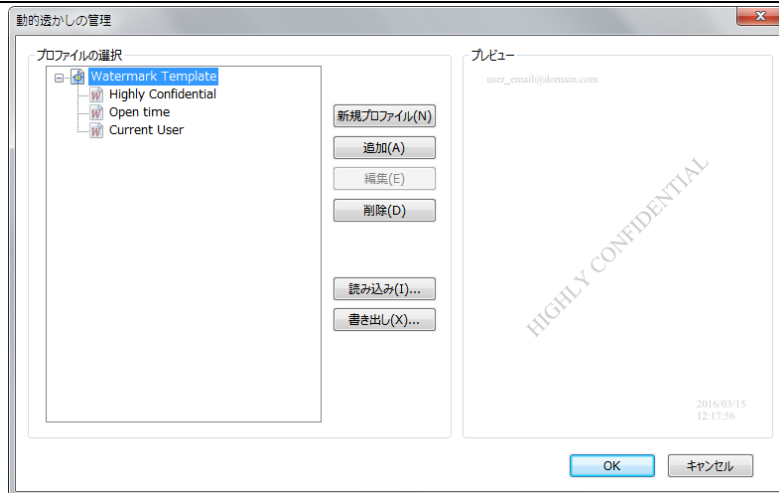 動的透かしの管理
プロファイルの選択
Watermark Template
Highly Confidential
Open time
Current User
新規プロファイル(N)
追加(A)
編集(E)
削除(D)
読み込み(I)...
書き出し(X)...
プレビュー
user_email@domain.com
HIGHLY CONFIDENTIAL
2016/03/15
12:17:56
OK
キャンセル